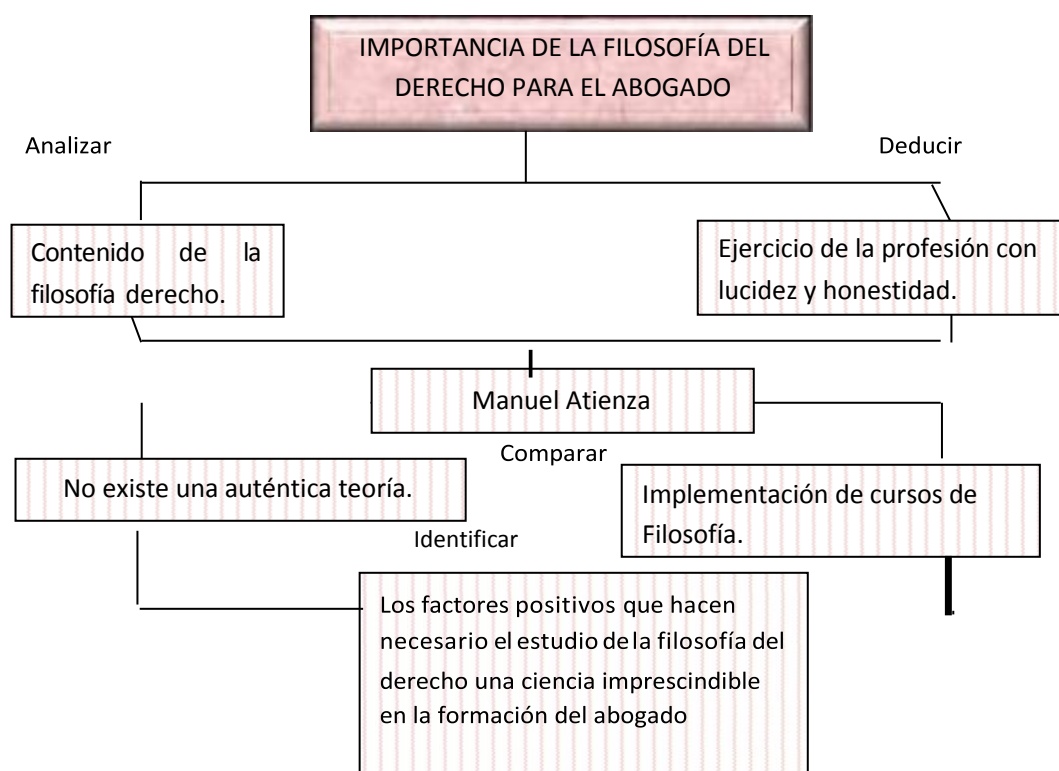 IMPORTANCIA DE LA FILOSOFÍA DEL
DERECHO PARA EL ABOGADO
Analizar
Deducir
Contenido de la
filosofía derecho.
Ejercicio de la profesión con
lucidez y honestidad.
Manuel Atienza
Comparar
No existe una auténtica teoría.
Implementación de cursos de
Filosofía.
Identificar
Los factores positivos que hacen
necesario el estudio de la filosofía del
derecho una ciencia imprescindible
en la formación del abogado